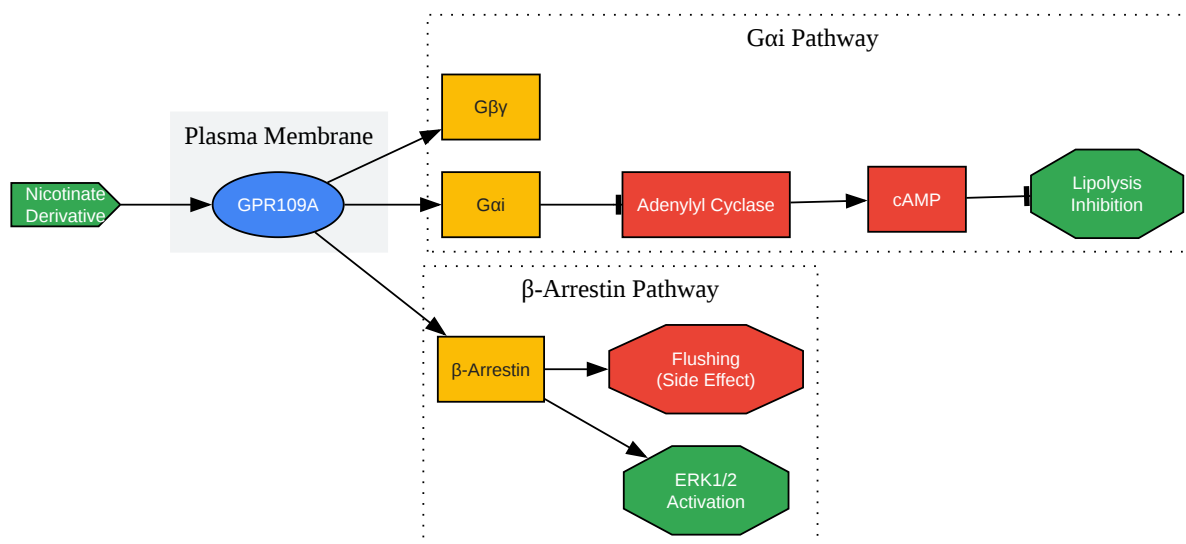 Gαi Pathway
Gβγ
Plasma Membrane
Nicotinate
Derivative
GPR109A
Gαi
Adenylyl Cyclase
cAMP
Lipolysis
Inhibition
β-Arrestin Pathway
β-Arrestin
Flushing
(Side Effect)
ERK1/2
Activation